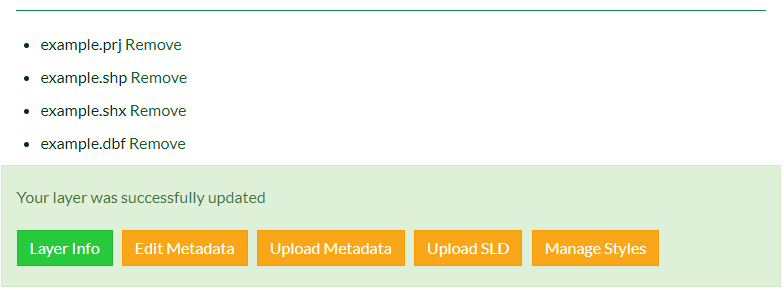 example.prj Remove
example.shp Remove
example.shx Remove
example.dbf Remove
Your layer was successfully updated
Layer Info Edit Metadata Upload Metadata Upload SLD Manage Styles